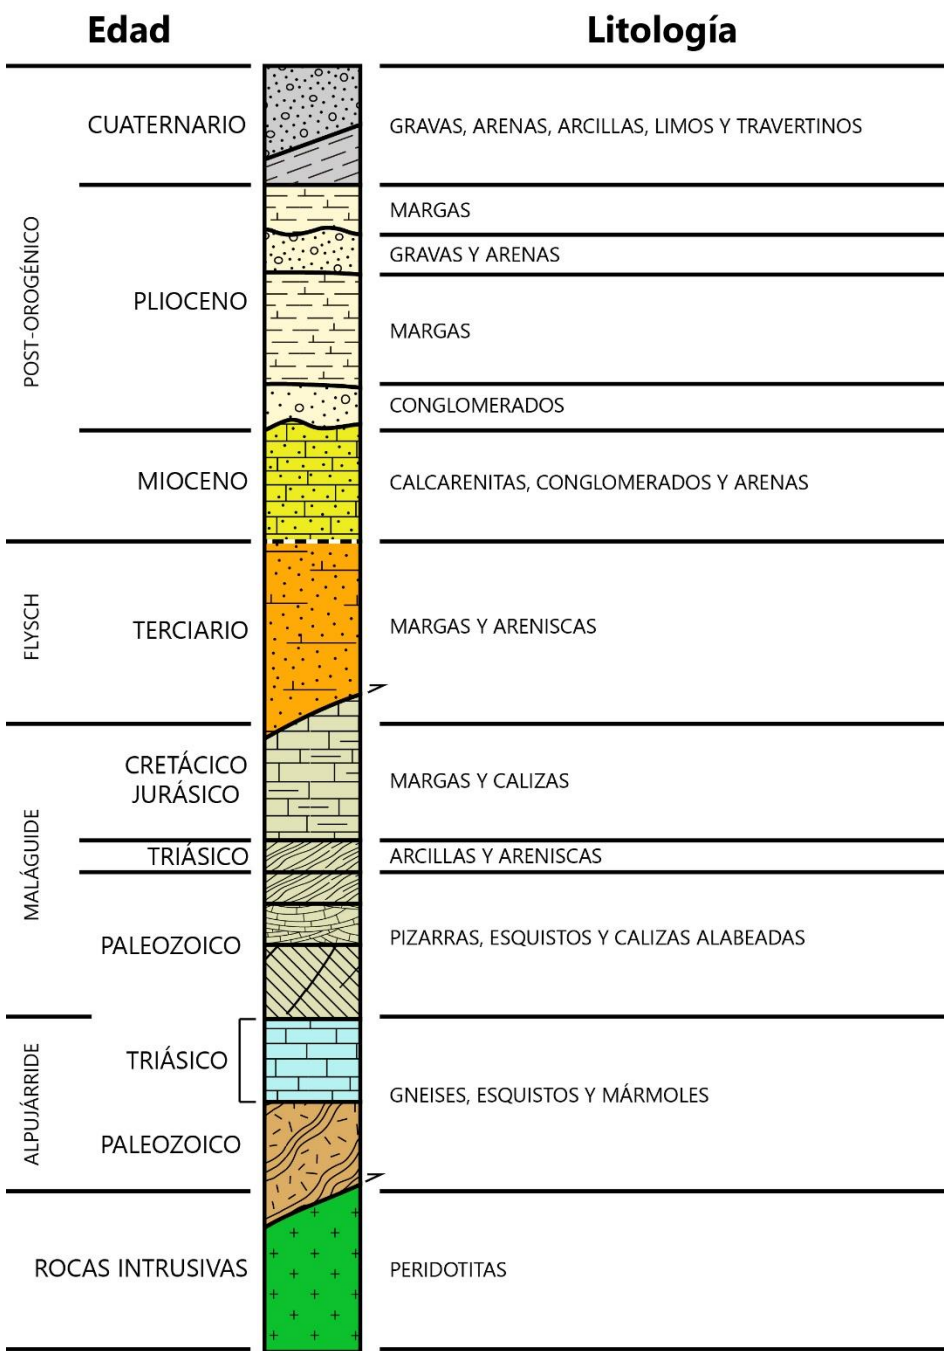 Edad
Litología
CUATERNARIO
GRAVAS, ARENAS, ARCILLAS, LIMOS Y TRAVERTINOS
POST-OROGÉNICO
PLIOCENO
MARGAS
GRAVAS Y ARENAS
MARGAS
CONGLOMERADOS
MIOCENO
CALCARENITAS, CONGLOMERADOS Y ARENAS
FLYSCH
TERCIARIO
MARGAS Y ARENISCAS
MALÁGUIDE
CRETÁCICO
JURÁSICO
MARGAS Y CALIZAS
TRIÁSICO
ARCILLAS Y ARENISCAS
PALEOZOICO
PIZARRAS, ESQUISTOS Y CALIZAS ALABEADAS
ALPUJÁRRIDE
TRIÁSICO
GNEISES, ESQUISTOS Y MÁRMOLES
PALEOZOICO
ROCAS INTRUSIVAS
PERIDOTITAS